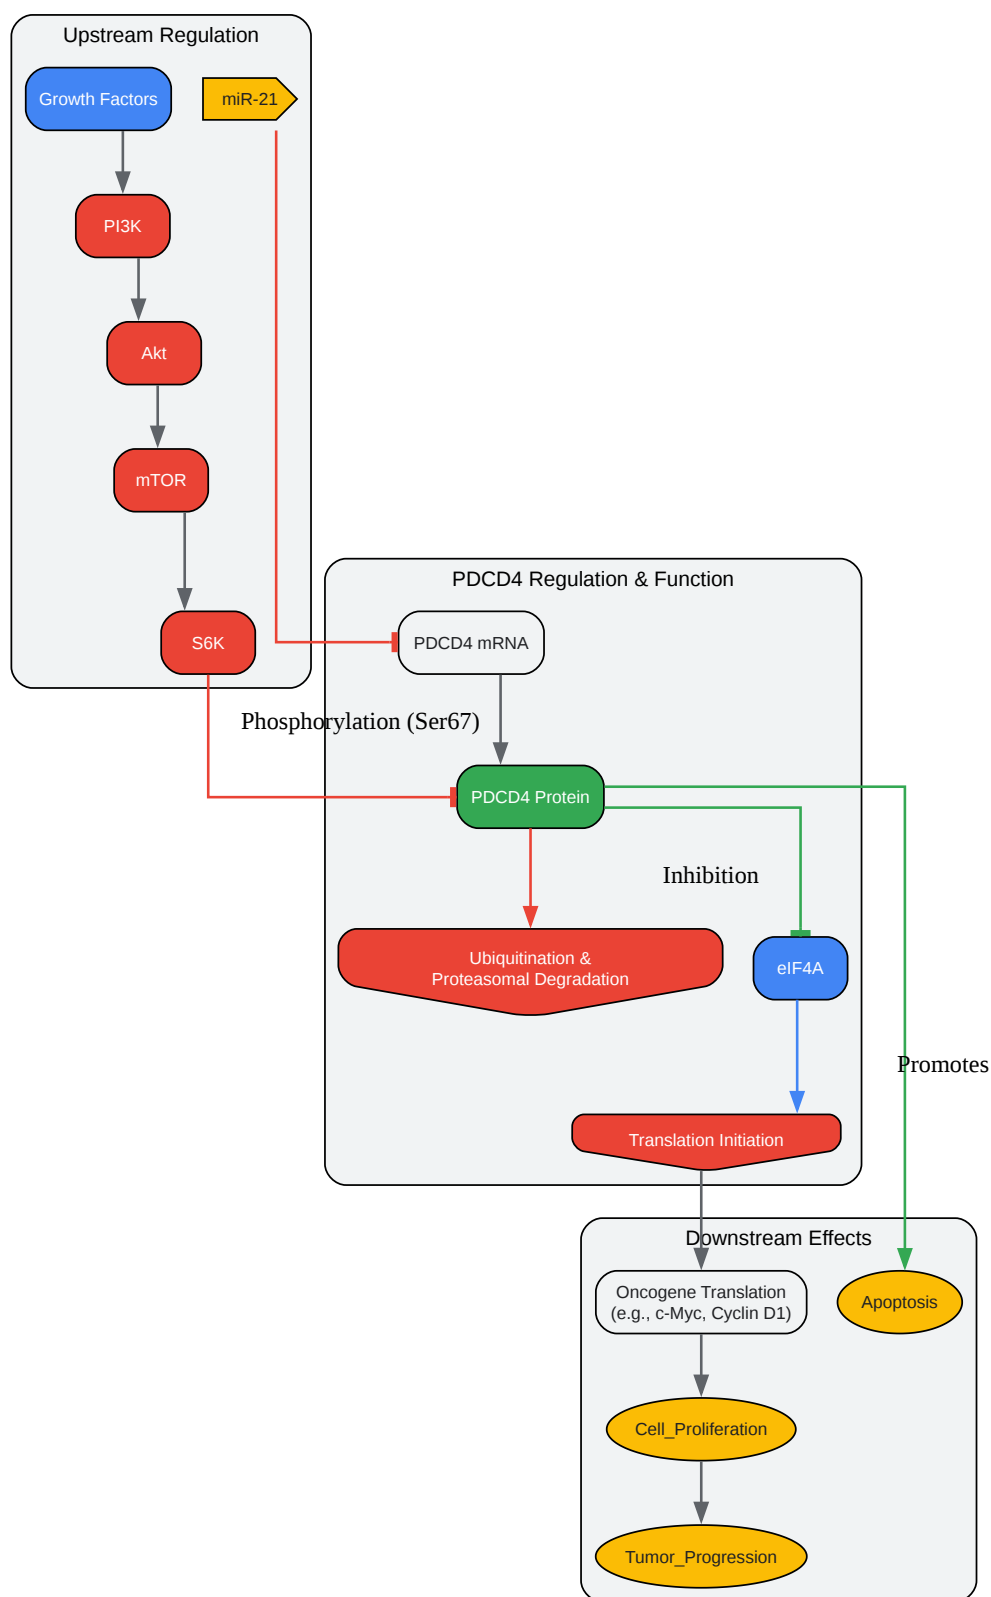 Upstream Regulation
Growth Factors
miR-21
PI3K
Akt
mTOR
S6K
PDCD4 Regulation & Function
PDCD4 mRNA
Phosphorylation (Ser67)
PDCD4 Protein
Inhibition
Ubiquitination &
Proteasomal Degradation
eIF4A
Promotes
Translation Initiation
Downstream Effects
Oncogene Translation
(e.g., c-Myc, Cyclin D1)
Apoptosis
Cell_Proliferation
Tumor_Progression